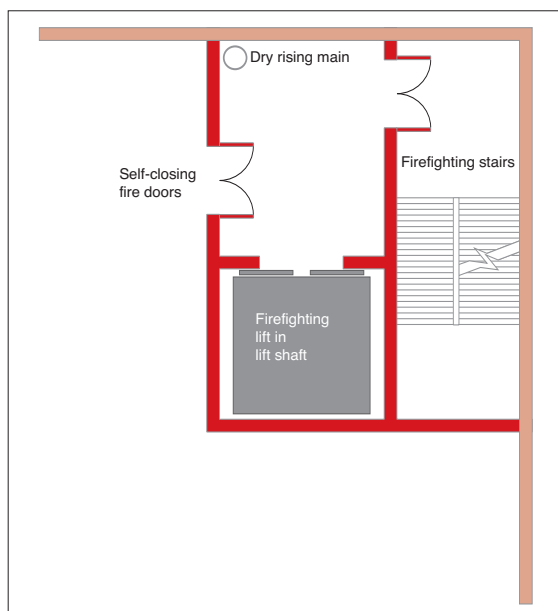 Dry rising main
Self-closing
fire doors
Firefighting stairs
Firefighting
lift in
lift shaft